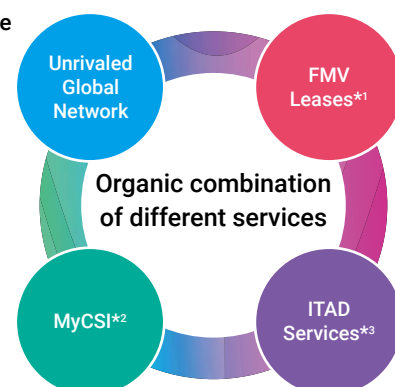 e
Unrivaled
Global
Network
FMV
Leases*1
Organic combination
of different services
MyCSI*2
ITAD
Services*3